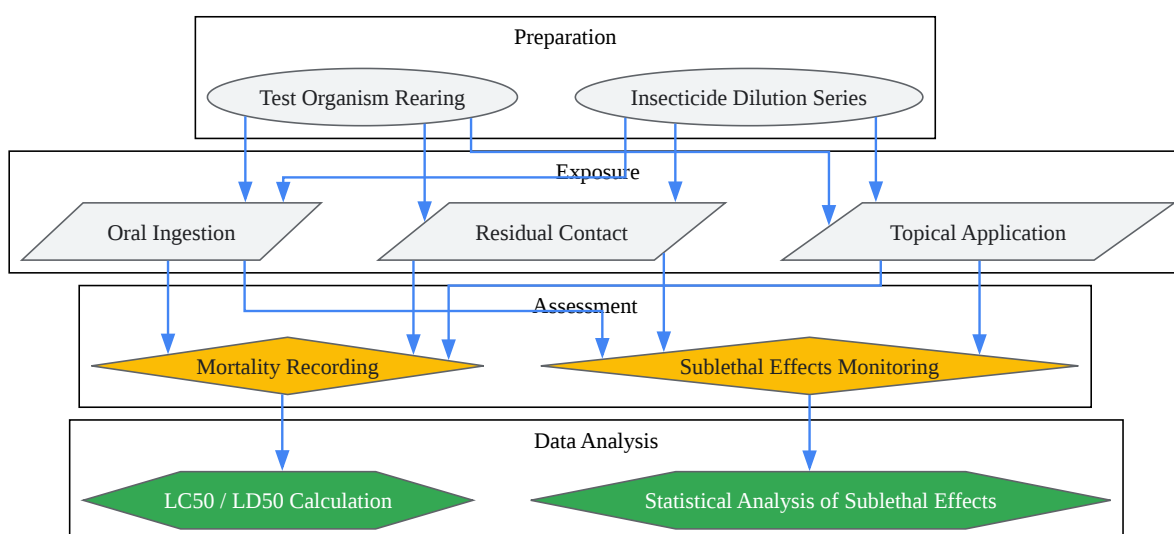 Preparation
Test Organism Rearing
Insecticide Dilution Series
Exposure
Oral Ingestion
Residual Contact
Topical Application
Assessment
Mortality Recording
Sublethal Effects Monitoring
Data Analysis
LC50 / LD50 Calculation
Statistical Analysis of Sublethal Effects